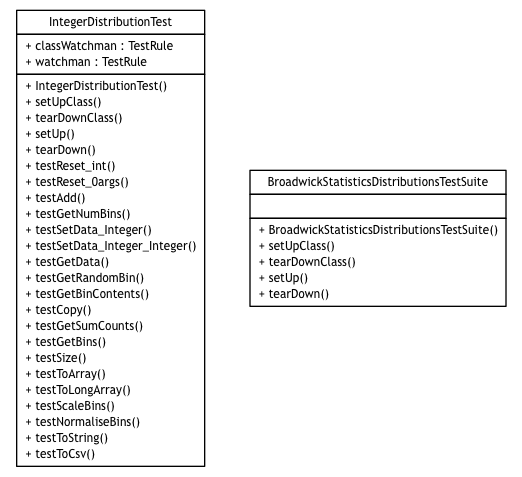 IntegerDistributionTest
+ classWatchman : TestRule
+ watchman : TestRule
+ IntegerDistributionTest()
+ setUpClass()
+ tearDownClass()
+ setUp()
+ tearDown()
+ testReset_int()
+ testReset_0args()
+ testAdd()
+ testGetNumBins()
+ testSetData_Integer()
+ testSetData_Integer_Integer()
+ testGetData()
+ testGetRandomBin()
+ testGetBinContents()
+ testCopy()
+ testGetSumCounts()
+ testGetBins()
+ testSize()
+ testToArray()
+ testToLongArray()
+ testScaleBins()
+ testNormaliseBins()
+ testToString()
+ testToCsv()
BroadwickStatisticsDistributionsTestSuite
+ BroadwickStatisticsDistributionsTestSuite()
+ setUpClass()
+ tearDownClass()
+ setUp()
+ tearDown()